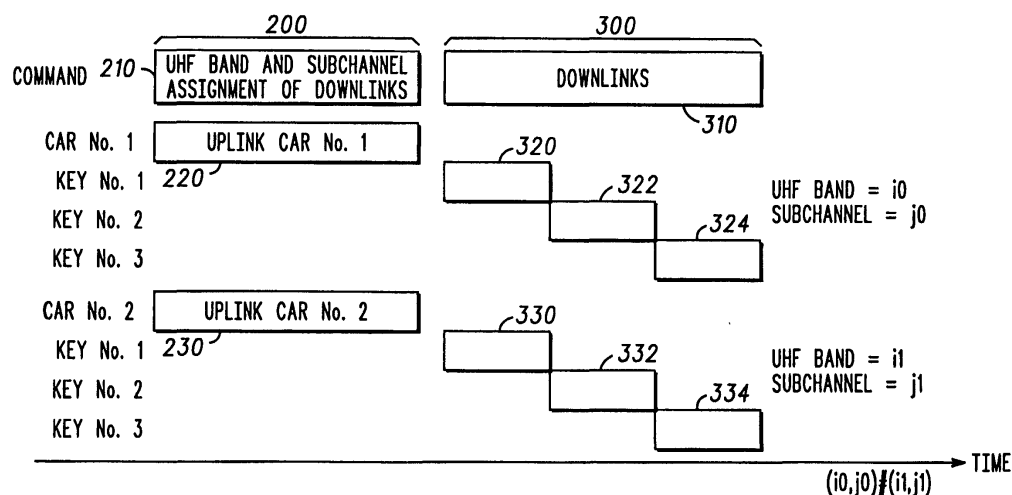 200
300
COMMAND 210
UHF BAND AND SUBCHANNEL
ASSIGNMENT OF DOWNLINKS
DOWNLINKS
310
CAR No. 1
UPLINK CAR No. 1
220
320
KEY No. 1
322
KEY No. 2
324
KEY No. 3
UHF BAND = i0
SUBCHANNEL = j0
CAR No. 2
UPLINK CAR No. 2
230
330
KEY No. 1
332
KEY No. 2
334
KEY No. 3
UHF BAND = i1
SUBCHANNEL = j1
TIME
(i0,j0)≠(i1,j1)